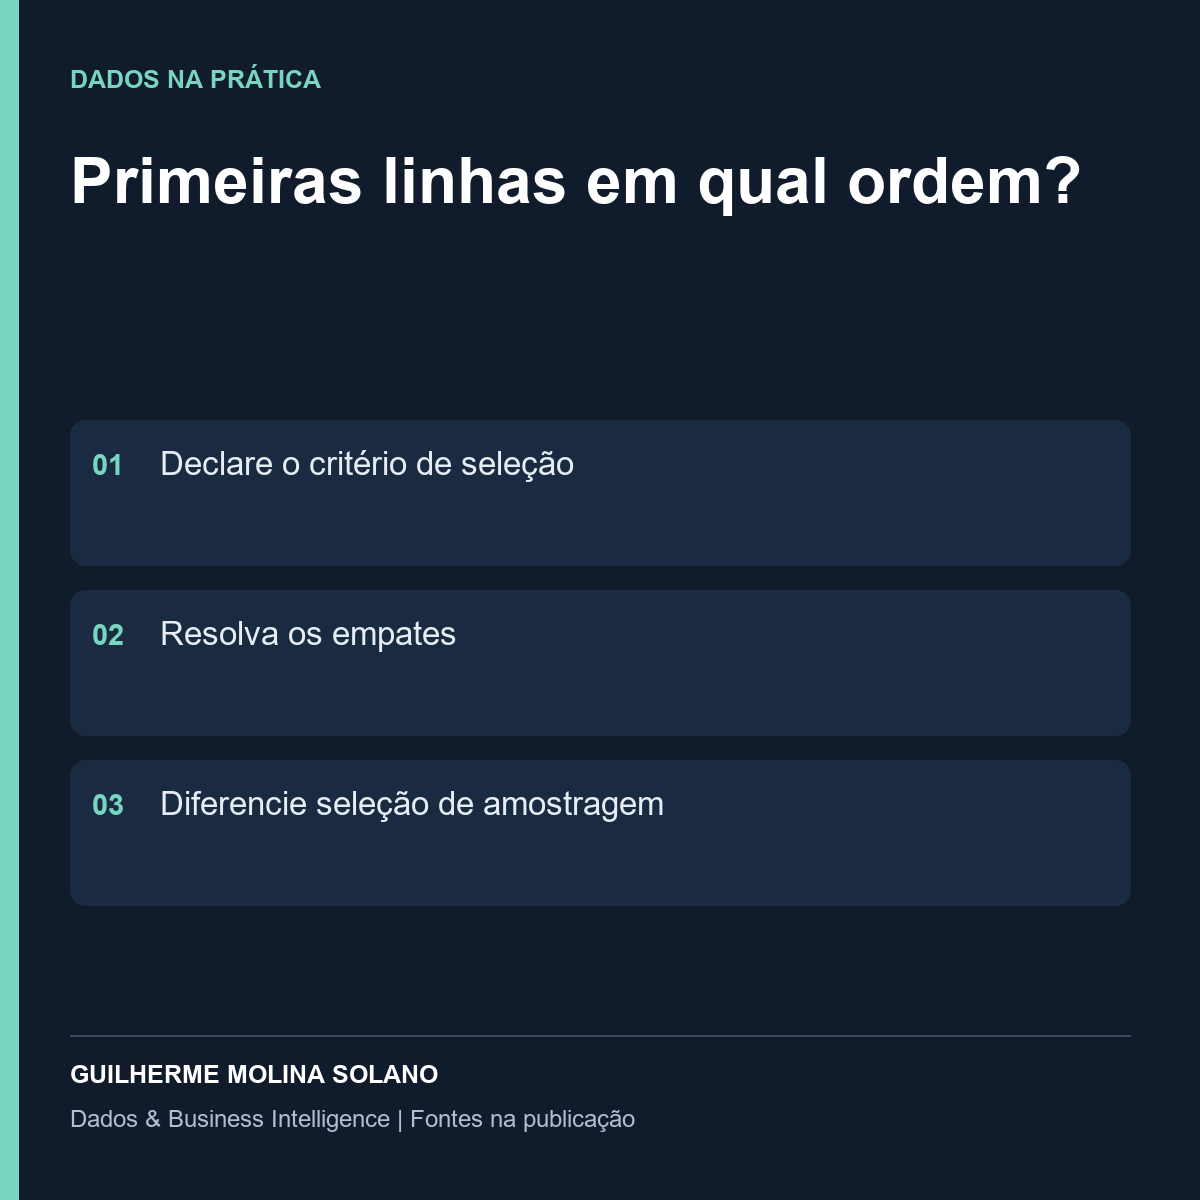 DADOS NA PRÁTICA
Primeiras linhas em qual ordem?
01 Declare o critério de seleção
02 Resolva os empates
03 Diferencie seleção de amostragem
GUILHERME MOLINA SOLANO
Dados & Business Intelligence | Fontes na publicação